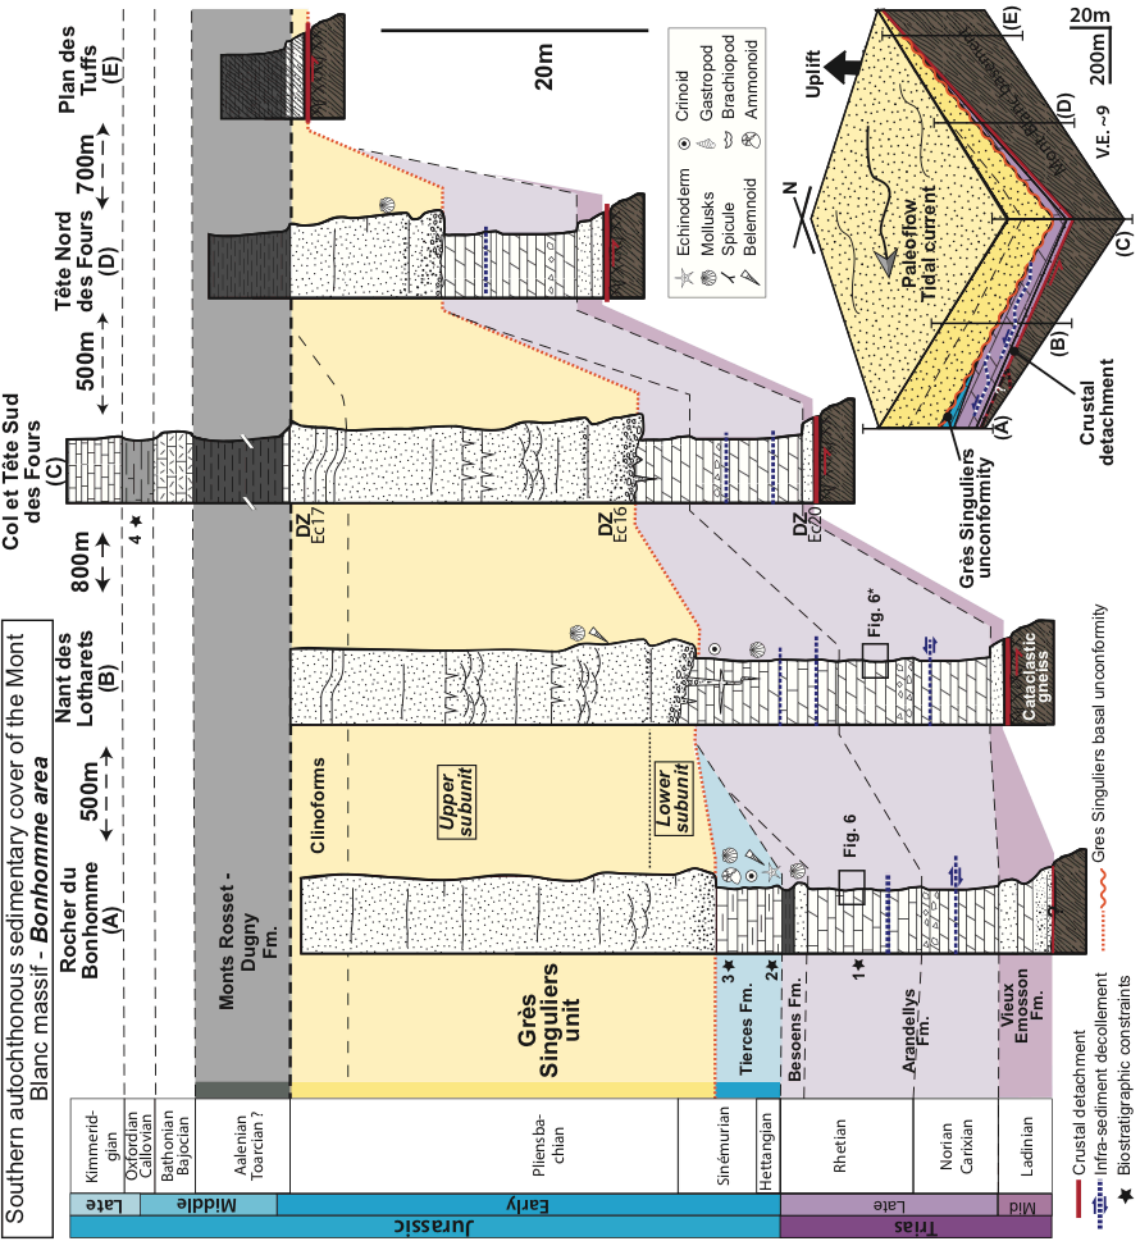 Southern autochthonous sedimentary cover of the Mont
Blanc massif - Bonhomme area
Rocher du
Bonhomme
(A)
500m
Nant des
Lotharets
(B)
800m
Col et Tête Sud
des Fours
(C)
500m
Tête Nord
des Fours
(D)
700m
Plan des
Tuffs
(E)
Late
Middle
Early
Jurassic
Late
Mid
Trias
Kimmerid-
gian
Oxfordian
Callovian
Bathonian
Bajocian
Aalenian
Toarcian ?
Pliensba-
chian
Sinémurian
Hettangian
Rhetian
Norian
Carixian
Ladinian
Monts Rosset -
Dugny
Fm.
Grès
Singuliers
unit
Tierces Fm.
Besoens Fm.
Arandellys
Fm.
Vieux
Emosson
Fm.
3
2
1
4
Clinoforms
Upper
subunit
Lower
subunit
Fig. 6
Fig. 6*
Cataclastic
gneiss
?
DZ
Ec17
DZ
Ec16
DZ
Ec20
20m
Echinoderm
Mollusks
Spicule
Belemnoid
Crinoid
Gastropod
Brachiopod
Ammonoid
N
Uplift
Paleoflow
Tidal current
Mont-Blanc basement
(A)
(B)
(C)
(D)
(E)
?
V.E. ~9
20m
200m
Grès Singuliers
unconformity
Crustal
detachment
Crustal detachment
Infra-sediment decollement
Biostratigraphic constraints
Gres Singuliers basal unconformity